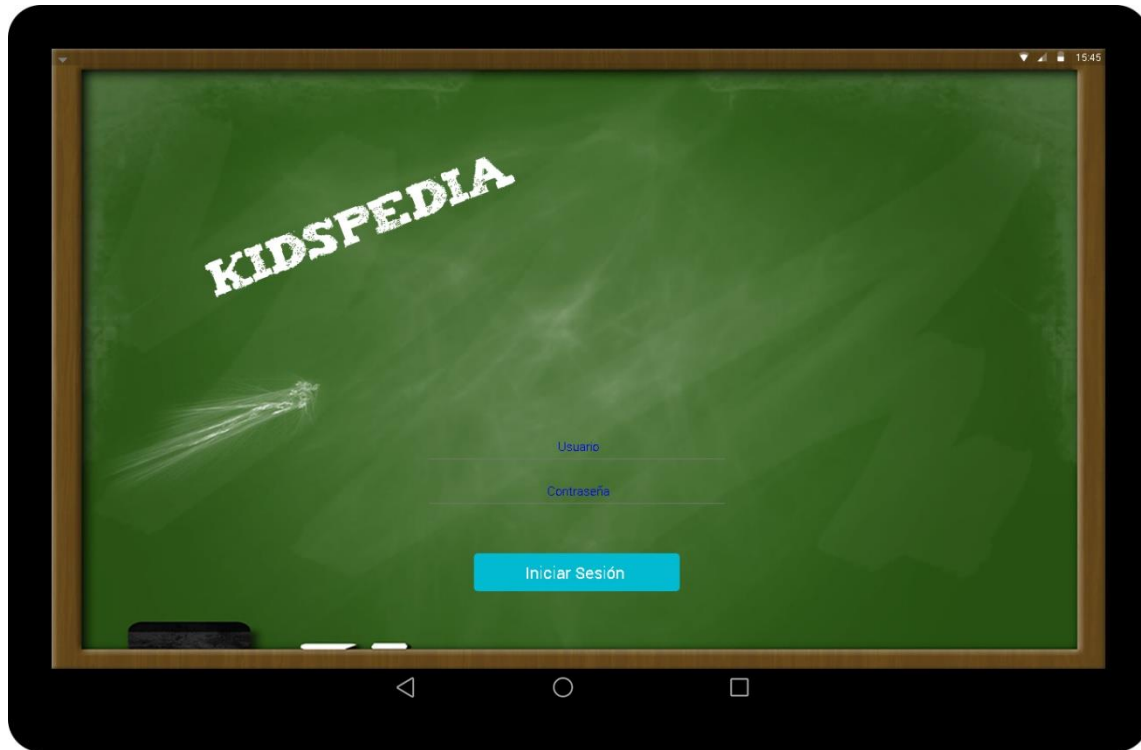 15:45
KIDSPEDIA
Usuario
Contraseña
Iniciar Sesión